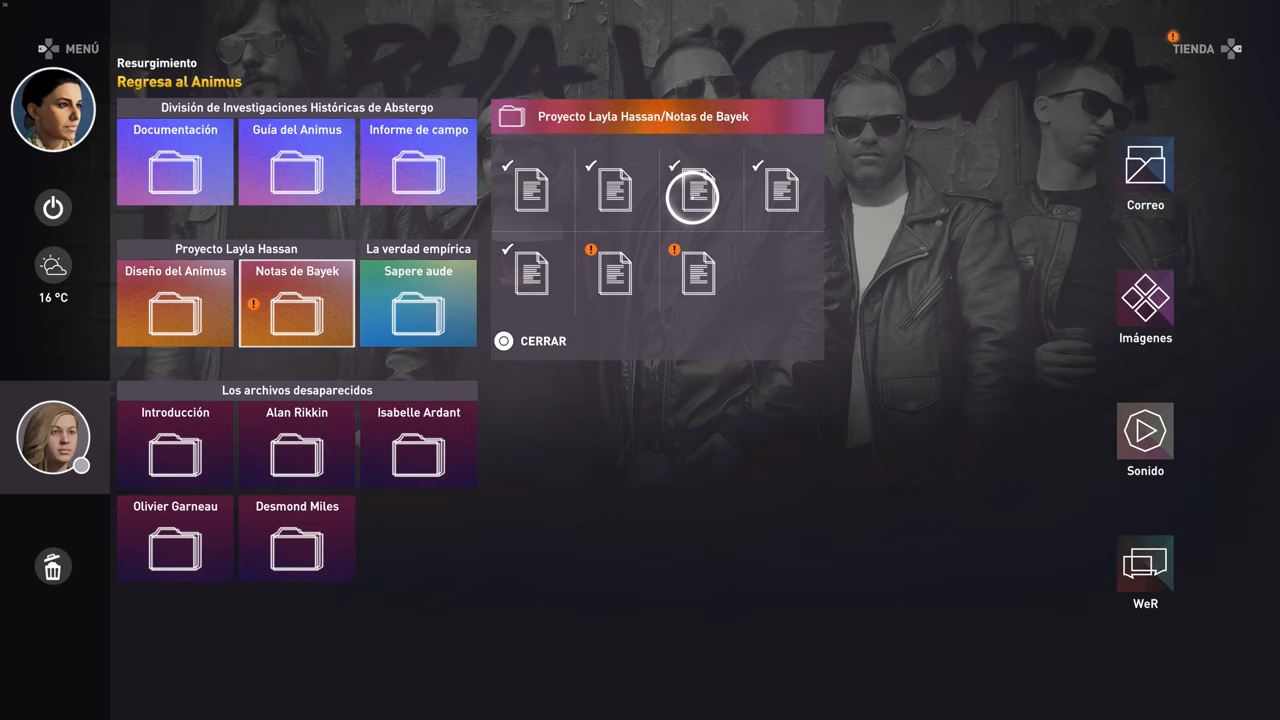 MENÚ
TIENDA
Resurgimiento
Regresa al Animus
División de Investigaciones Históricas de Abstergo
Documentación
Guía del Animus
Informe de campo
Proyecto Layla Hassan
La verdad empírica
Diseño del Animus
Notas de Bayek
Sapere aude
Los archivos desaparecidos
Introducción
Alan Rikkin
Isabelle Ardant
Olivier Garneau
Desmond Miles
16 °C
Proyecto Layla Hassan/Notas de Bayek
CERRAR
Correo
Imágenes
Sonido
WeR